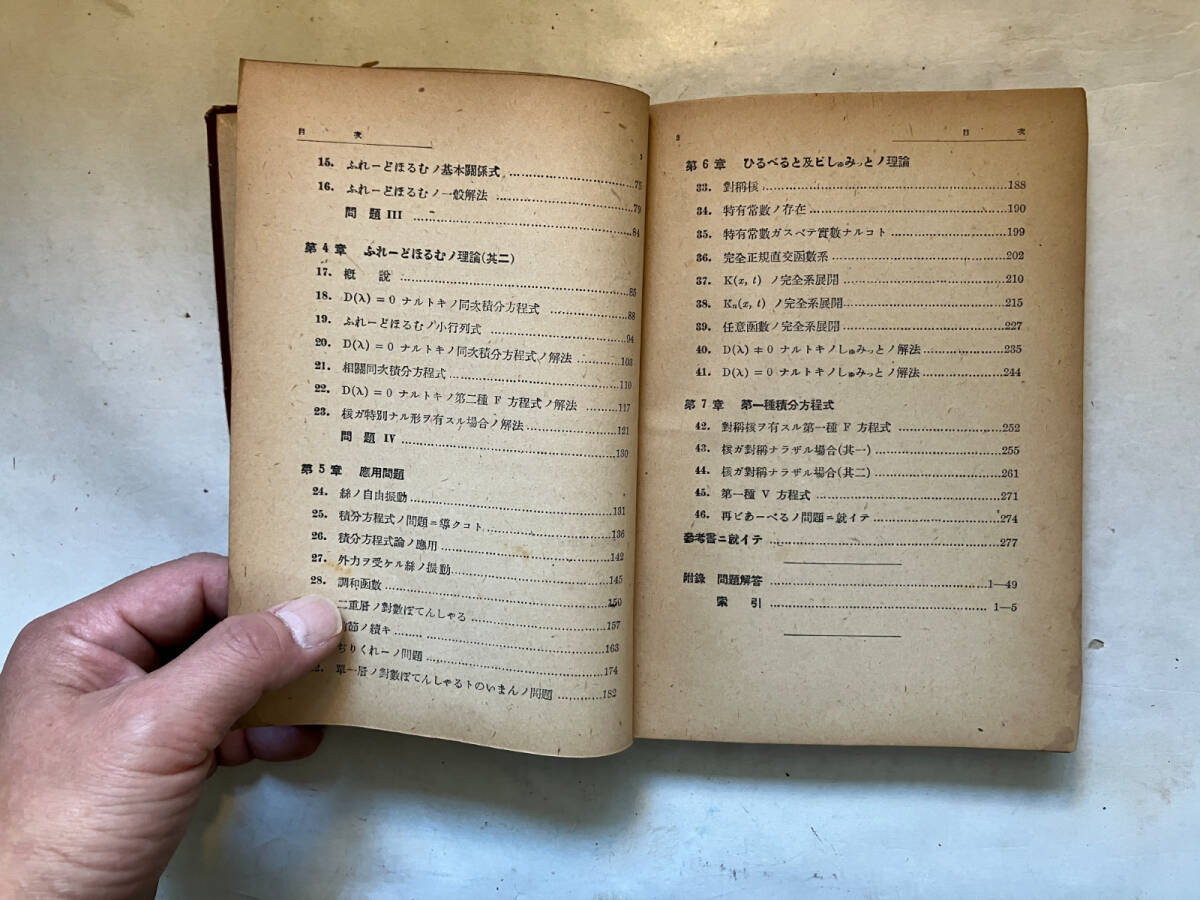 目 次 1
15. ふれーどほるむノ基本關係式 75
16. ふれーどほるむノ一般解法 79
問題 III 84
第4章 ふれーどほるむノ理論(其二)
17. 概 說 85
18. D(λ)=0 ナルトキノ同次積分方程式 88
19. ふれーどほるむノ小行列式 94
20. D(λ)=0 ナルトキノ同次積分方程式ノ解法 103
21. 相關同次積分方程式 110
22. D(λ)=0 ナルトキノ第二種 F 方程式ノ解法 117
23. 核ガ特別ナル形ヲ有スル場合ノ解法 121
問題 IV 130
第5章 應用問題
24. 絲ノ自由振動 131
25. 積分方程式ノ問題ニ導クコト 136
26. 積分方程式論ノ應用 142
27. 外力ヲ受ケル絲ノ振動 145
28. 調和函數 150
二重層ノ對數ぽてんしゃる 157
節ノ續キ 163
ぢりくれーノ問題 174
2. 單一層ノ對數ぽてんしゃるトのいまんノ問題 182
2 目 次
第6章 ひるべると及ビしゅみっとノ理論
33. 對稱核 188
34. 特有常數ノ存在 190
35. 特有常數ガスベテ實數ナルコト 199
36. 完全正規直交函數系 202
37. K(x, t) ノ完全系展開 210
38. Kn(x, t) ノ完全系展開 215
39. 任意函數ノ完全系展開 227
40. D(λ)≠0 ナルトキノしゅみっとノ解法 235
41. D(λ)=0 ナルトキノしゅみっとノ解法 244
第7章 第一種積分方程式
42. 對稱核ヲ有スル第一種 F 方程式 252
43. 核ガ對稱ナラザル場合(其一) 255
44. 核ガ對稱ナラザル場合(其二) 261
45. 第一種 V 方程式 271
46. 再ビあーべるノ問題ニ就イテ 274
參考書ニ就イテ 277
附錄 問題解答 1—49
索 引 1—5